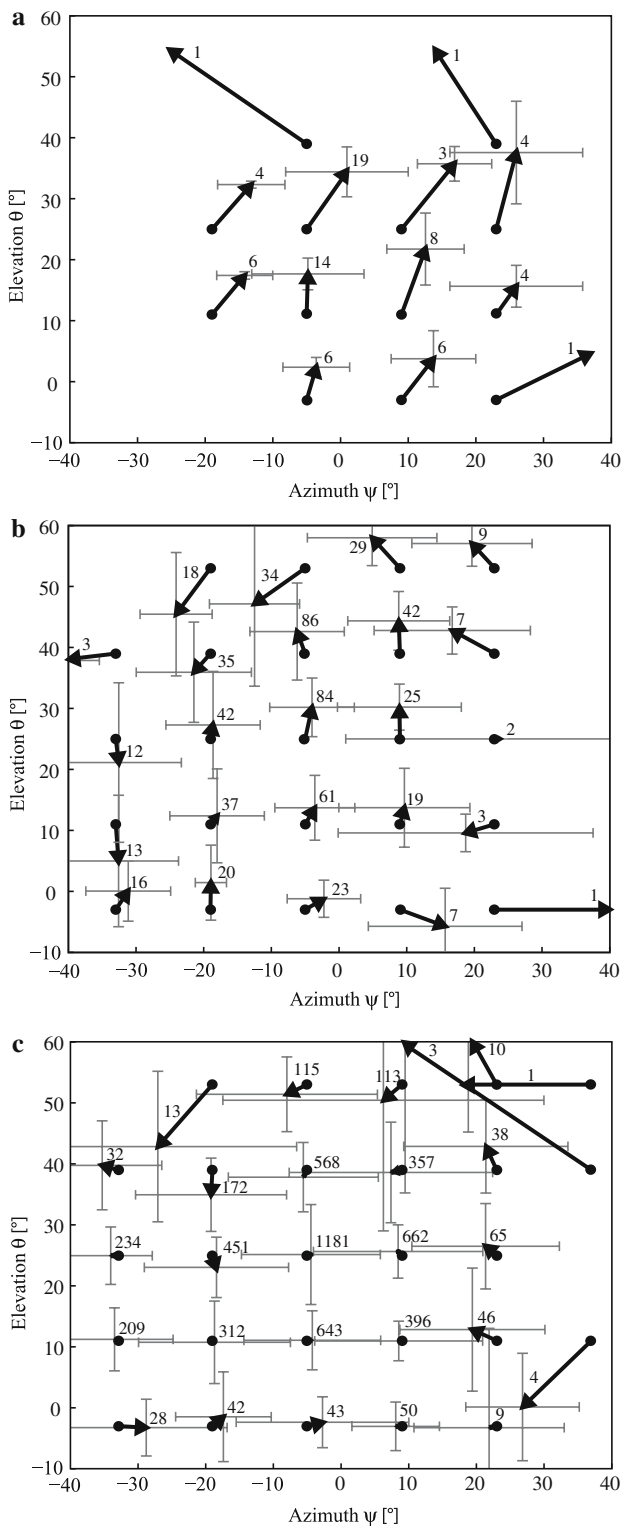 a
60
50
40
30
20
10
0
−10
Elevation θ [°]
1 1
19 3 4
4
6 14 8 4
6 6 1
−40 −30 −20 −10 0 10 20 30 40
Azimuth ψ [°]
b
60
50
40
30
20
10
0
−10
Elevation θ [°]
18 34 29 9
3 35 86 42 7
12 42 84 25 2
13 37 61 19 3
16 20 23 7 1
−40 −30 −20 −10 0 10 20 30 40
Azimuth ψ [°]
c
60
50
40
30
20
10
0
−10
Elevation θ [°]
13 115 113 3 10 1
32 172 568 357 38
234 451 1181 662 65
209 312 643 396 46 4
28 42 43 50 9
−40 −30 −20 −10 0 10 20 30 40
Azimuth ψ [°]